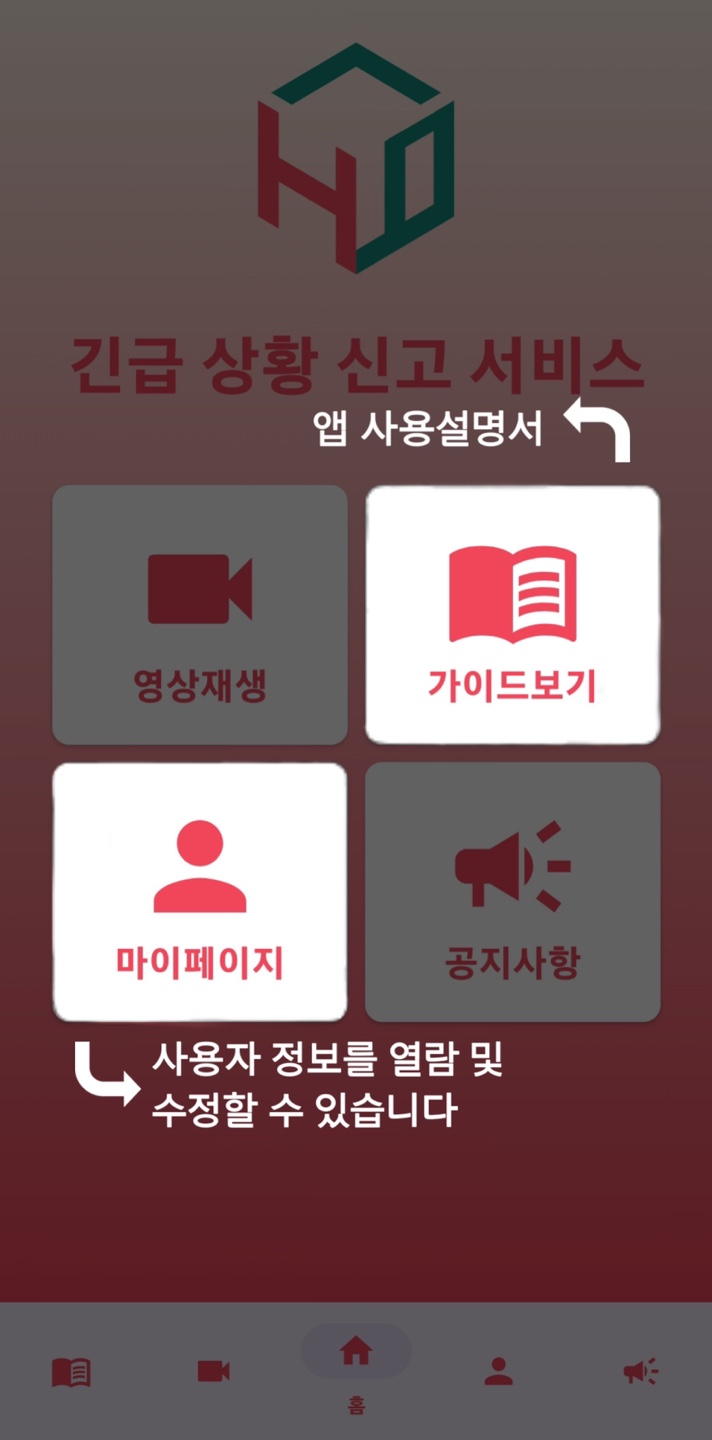 긴급 상황 신고 서비스
앱 사용설명서
영상재생
가이드보기
마이페이지
공지사항
사용자 정보를 열람 및
수정할 수 있습니다
홈